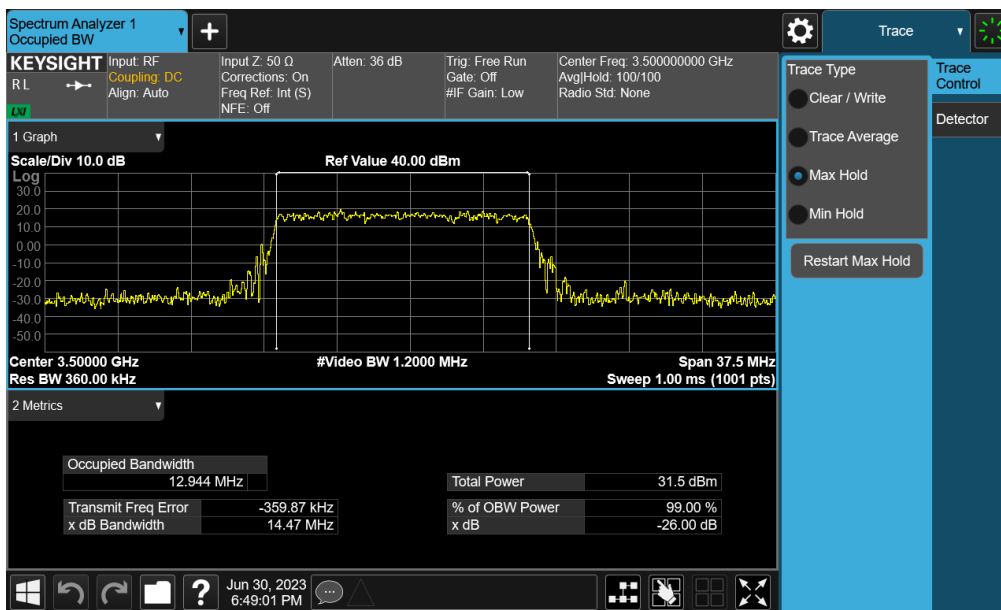 Spectrum Analyzer 1
Occupied BW
Trace
KEYSIGHT
R L
LXI
Input: RF
Coupling: DC
Align: Auto
Input Z: 50 Ω
Corrections: On
Freq Ref: Int (S)
NFE: Off
Atten: 36 dB
Trig: Free Run
Gate: Off
#IF Gain: Low
Center Freq: 3.500000000 GHz
Avg|Hold: 100/100
Radio Std: None
Trace Type
Clear / Write
Trace Average
Max Hold
Min Hold
Restart Max Hold
Trace
Control
Detector
1 Graph
Scale/Div 10.0 dB
Ref Value 40.00 dBm
Log
30.0
20.0
10.0
0.00
-10.0
-20.0
-30.0
-40.0
-50.0
Center 3.50000 GHz
#Video BW 1.2000 MHz
Span 37.5 MHz
Res BW 360.00 kHz
Sweep 1.00 ms (1001 pts)
2 Metrics
Occupied Bandwidth
12.944 MHz
Total Power 31.5 dBm
Transmit Freq Error -359.87 kHz
% of OBW Power 99.00 %
x dB Bandwidth 14.47 MHz
x dB -26.00 dB
Jun 30, 2023
6:49:01 PM